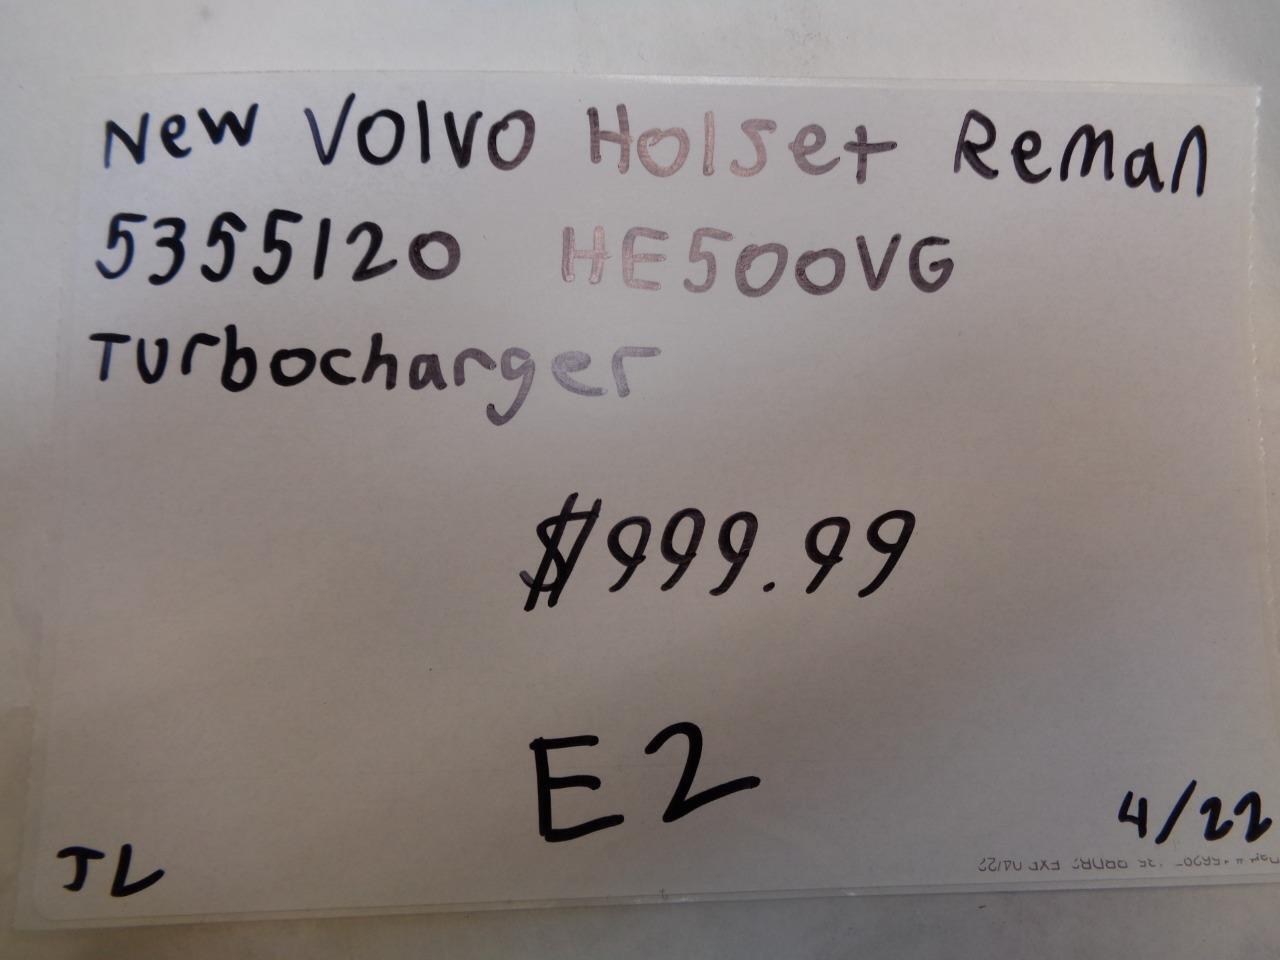 New Volvo Holset Reman
5355120 HE500VG
Turbocharger
$999.99
E2
4/22
JL